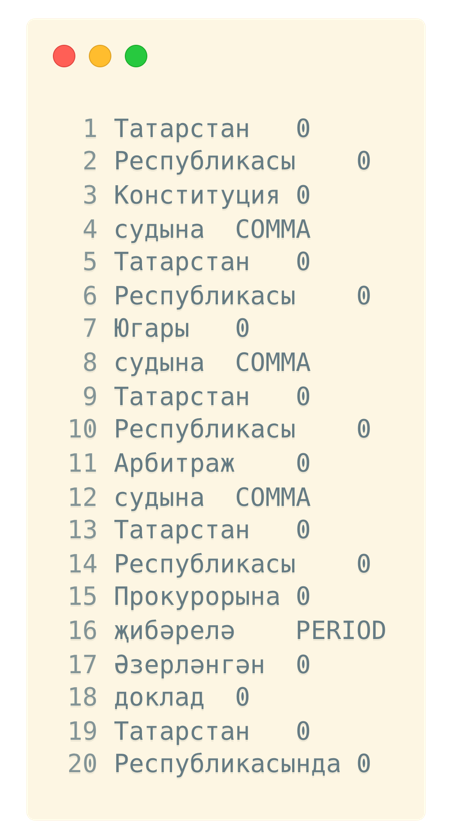 1 Татарстан 0
2 Республикасы 0
3 Конституция 0
4 судына COMMA
5 Татарстан 0
6 Республикасы 0
7 Югары 0
8 судына COMMA
9 Татарстан 0
10 Республикасы 0
11 Арбитраж 0
12 судына COMMA
13 Татарстан 0
14 Республикасы 0
15 Прокурорына 0
16 җибәрелә PERIOD
17 Әзерләнгән 0
18 доклад 0
19 Татарстан 0
20 Республикасында 0